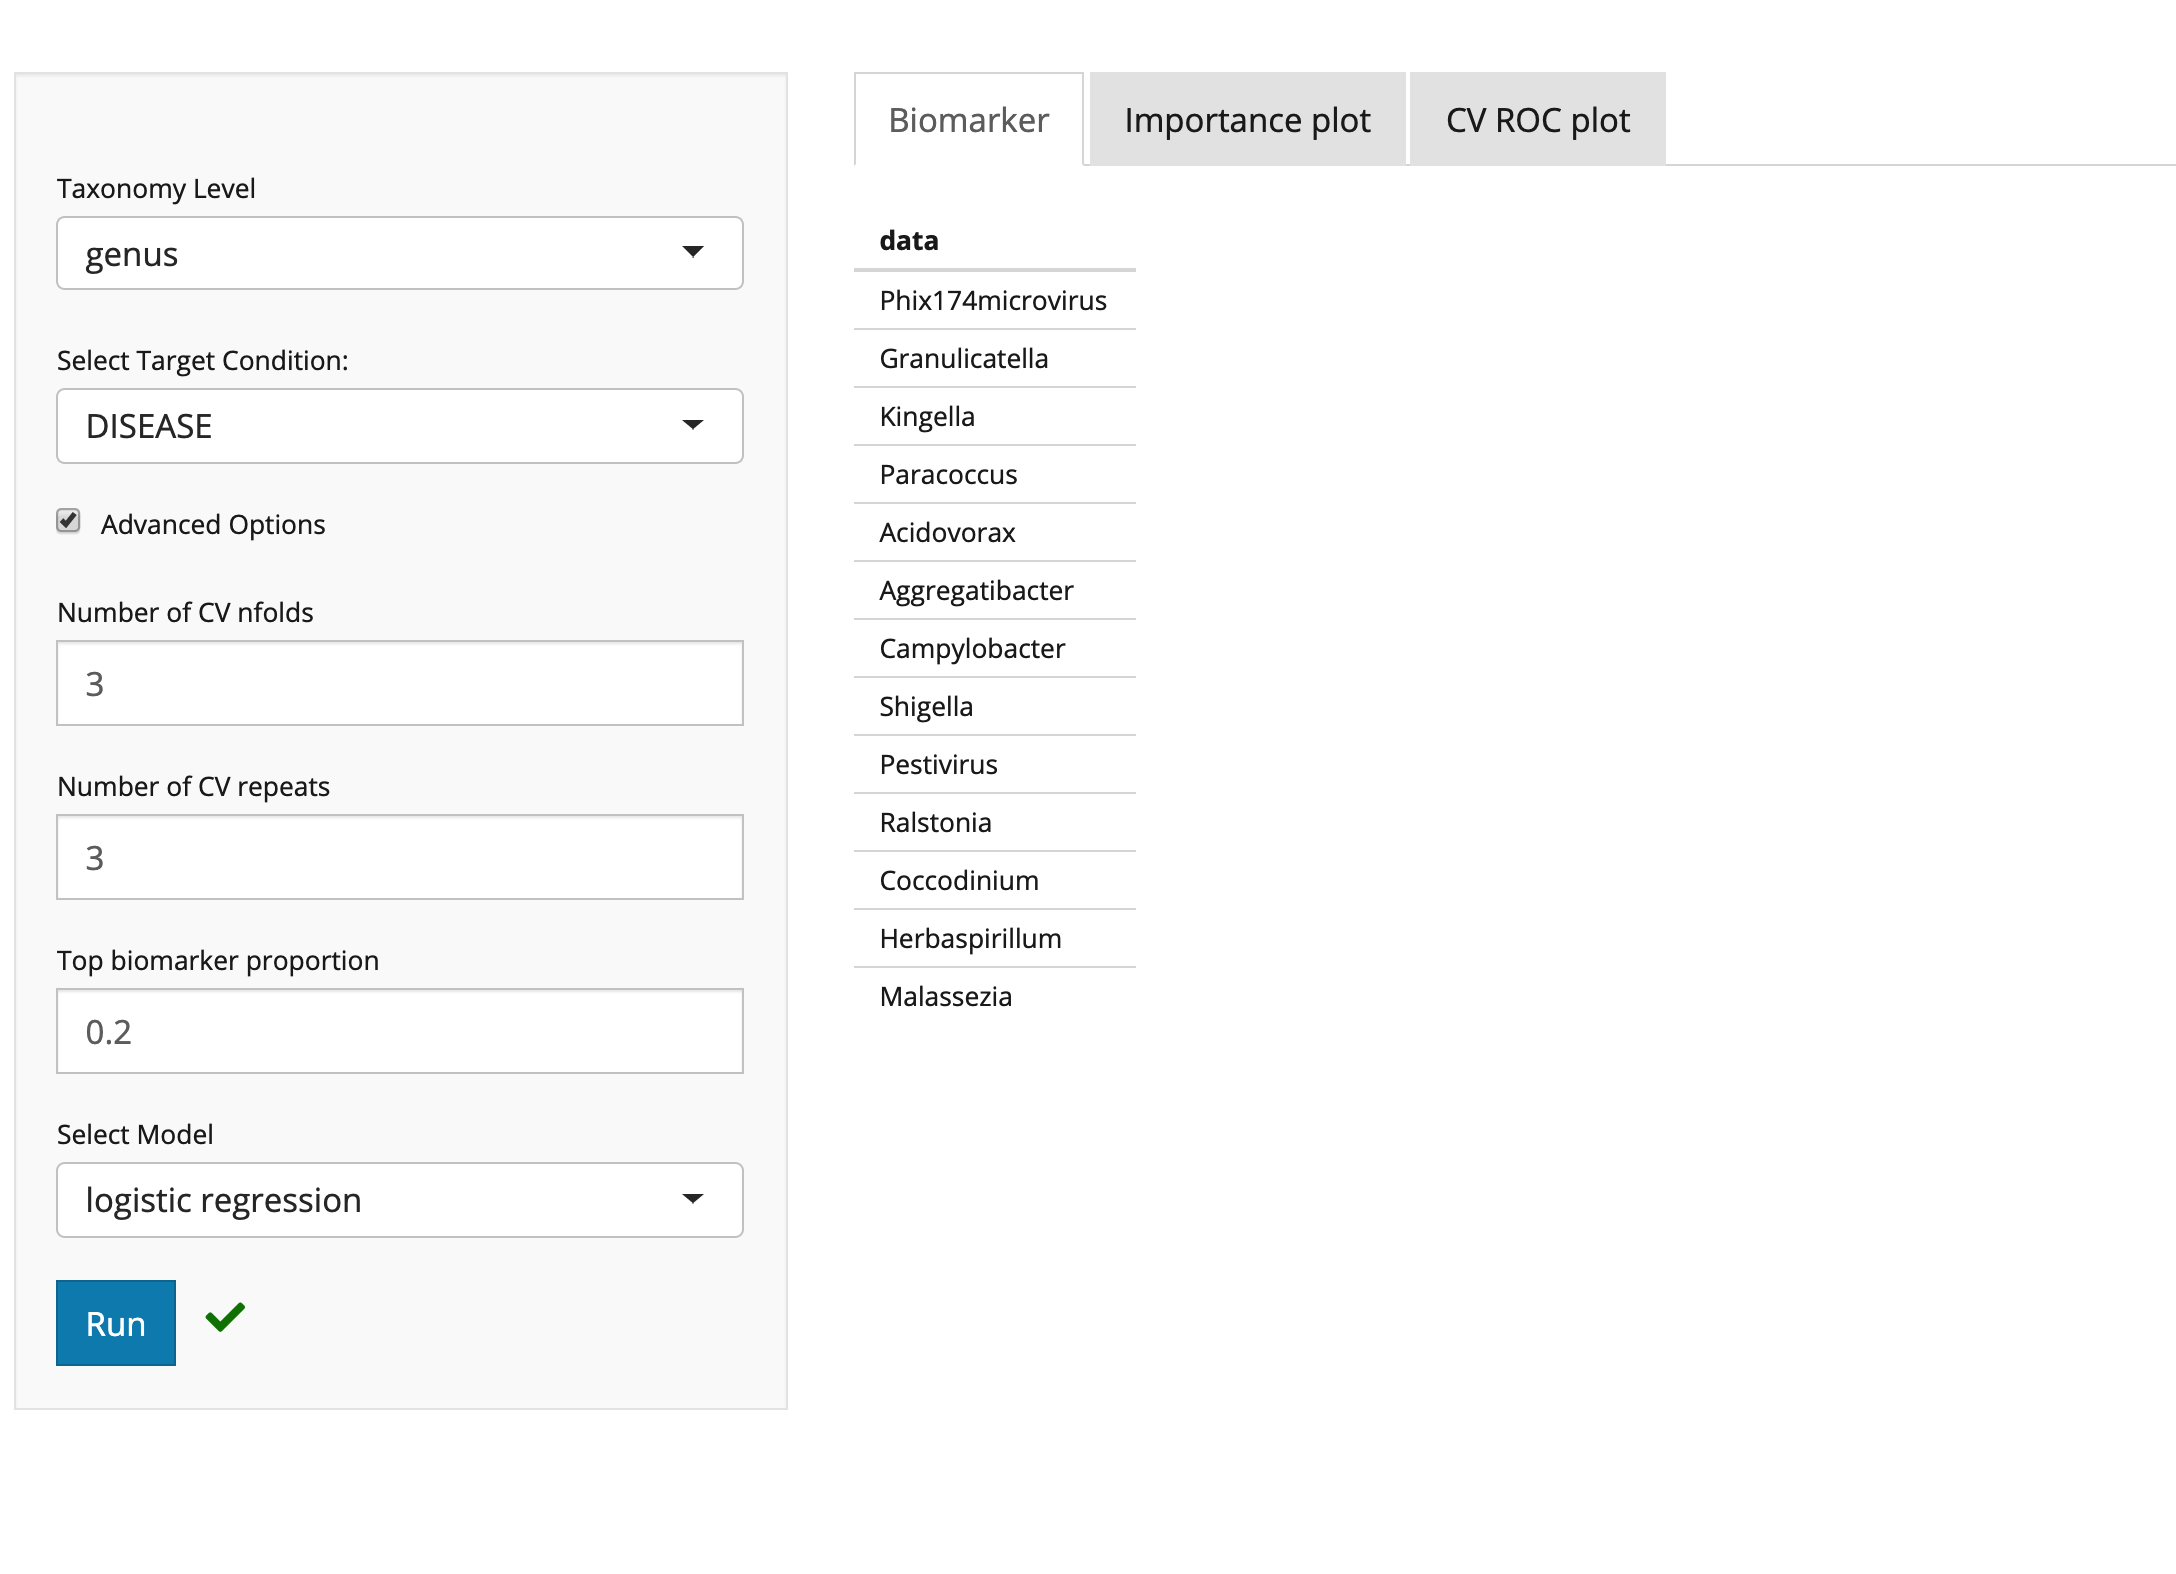 Taxonomy Level
genus
Select Target Condition:
DISEASE
Advanced Options
Number of CV nfolds
3
Number of CV repeats
3
Top biomarker proportion
0.2
Select Model
logistic regression
Run
Biomarker
Importance plot
CV ROC plot
data
Phix174microvirus
Granulicatella
Kingella
Paracoccus
Acidovorax
Aggregatibacter
Campylobacter
Shigella
Pestivirus
Ralstonia
Coccodinium
Herbaspirillum
Malassezia